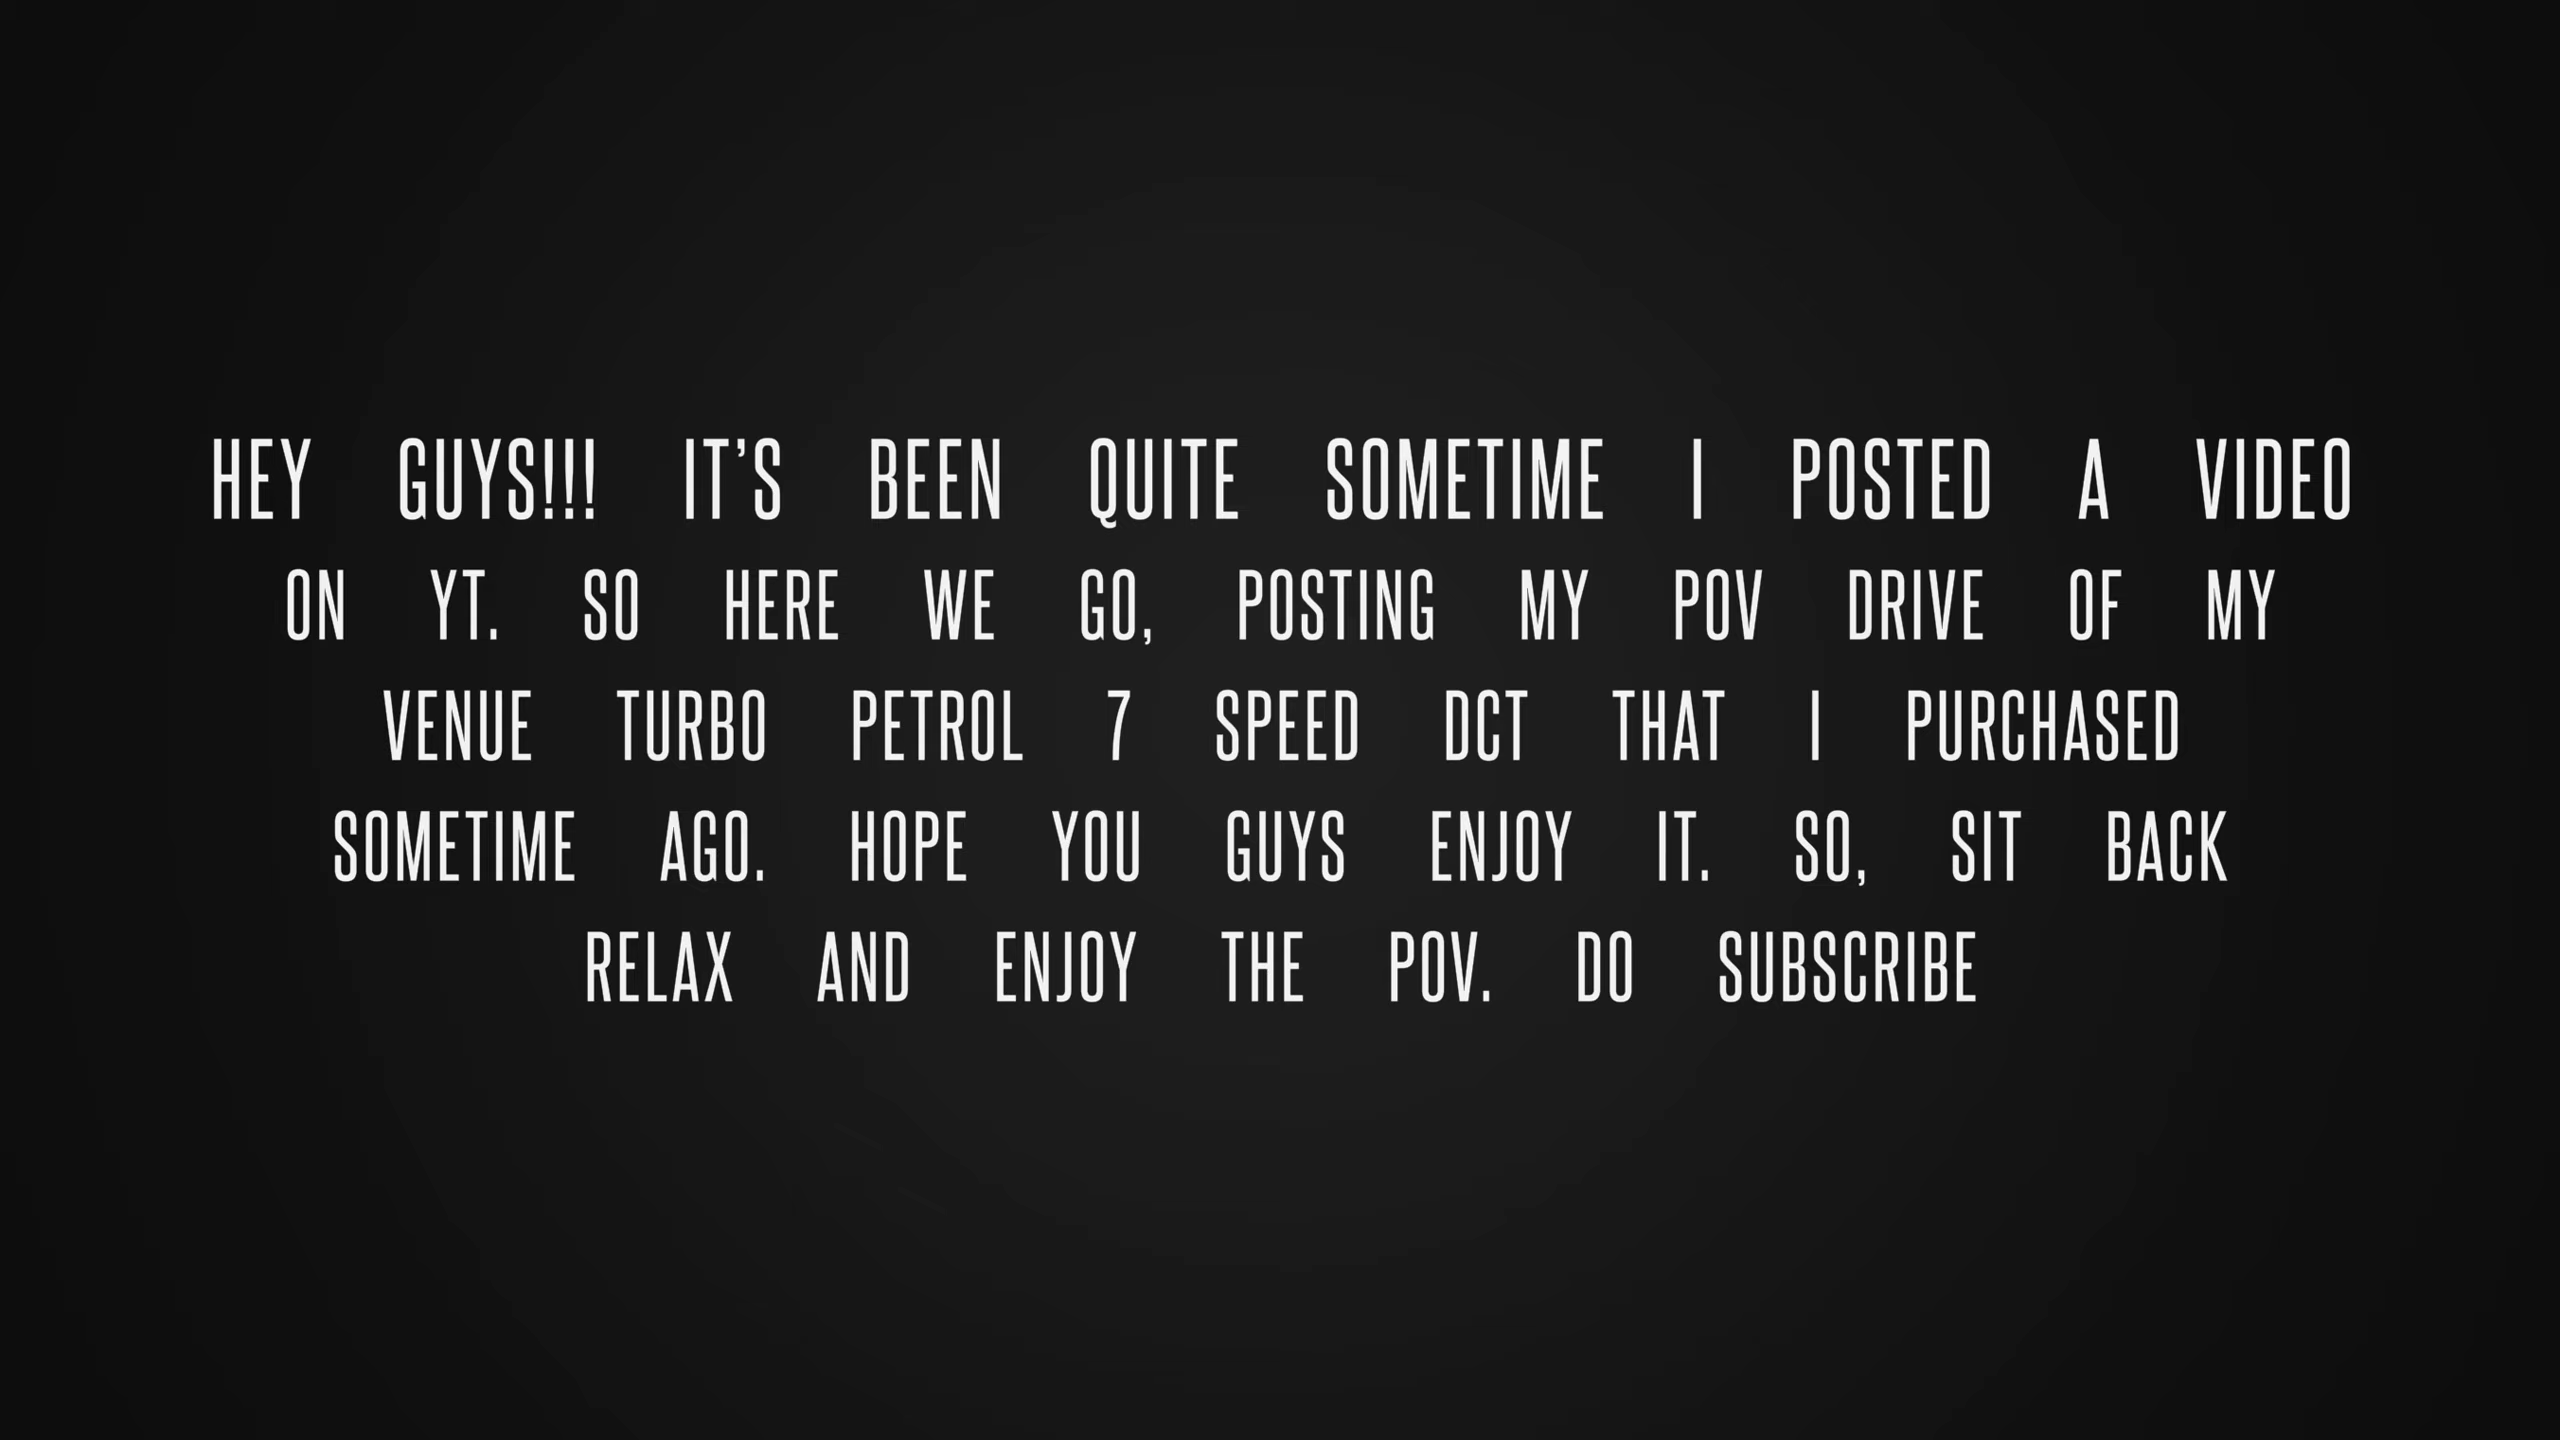 HEY GUYS!!! IT’S BEEN QUITE SOMETIME I POSTED A VIDEO
ON YT. SO HERE WE GO, POSTING MY POV DRIVE OF MY
VENUE TURBO PETROL 7 SPEED DCT THAT I PURCHASED
SOMETIME AGO. HOPE YOU GUYS ENJOY IT. SO, SIT BACK
RELAX AND ENJOY THE POV. DO SUBSCRIBE